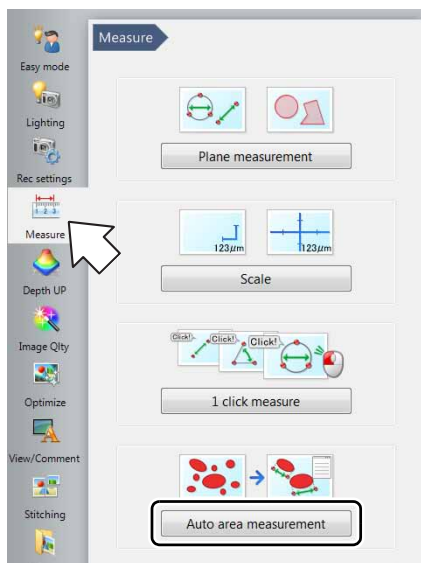 Measure
Easy mode
Lighting
Rec settings
Measure
Depth UP
Image Qlty
Optimize
View/Comment
Stitching
Plane measurement
123μm
123μm
Scale
Click!
Click!
Click!
1 click measure
Auto area measurement